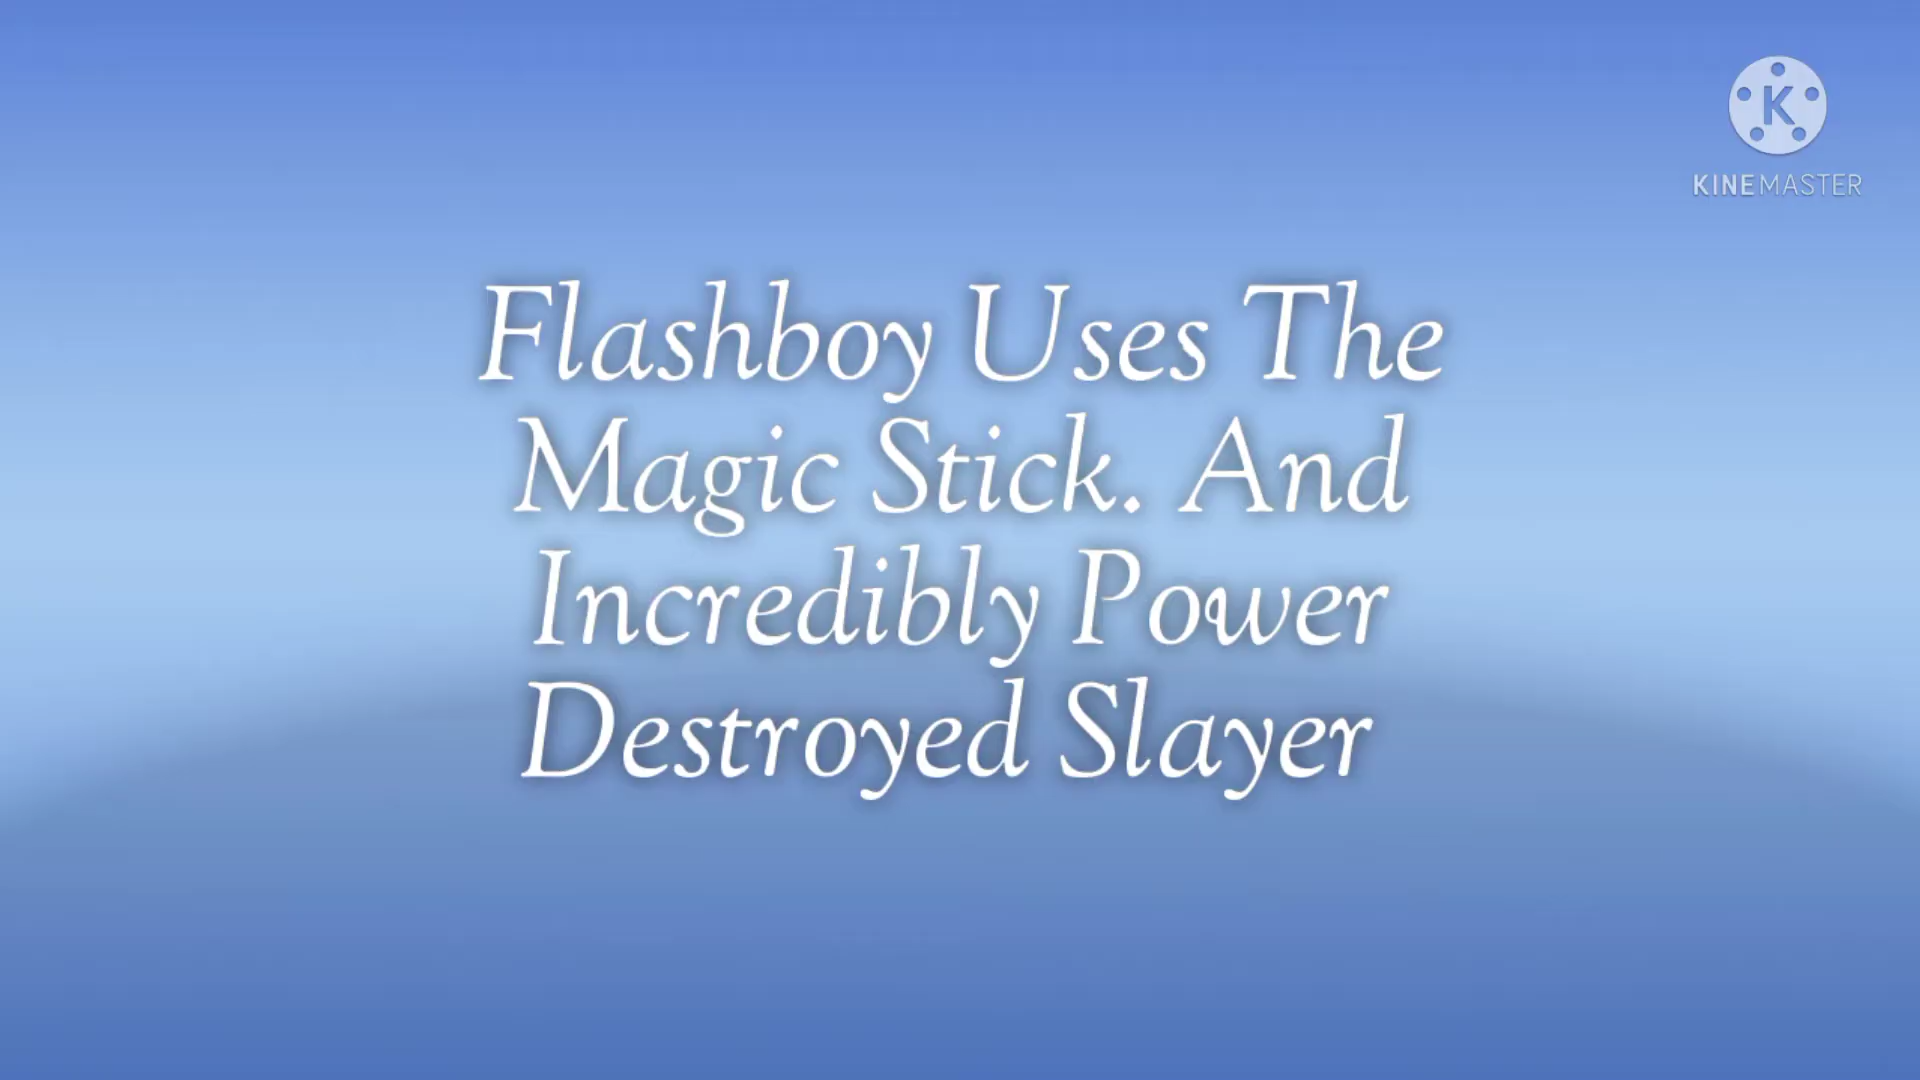 K
KINEMASTER
Flashboy Uses The
Magic Stick. And
Incredibly Power
Destroyed Slayer